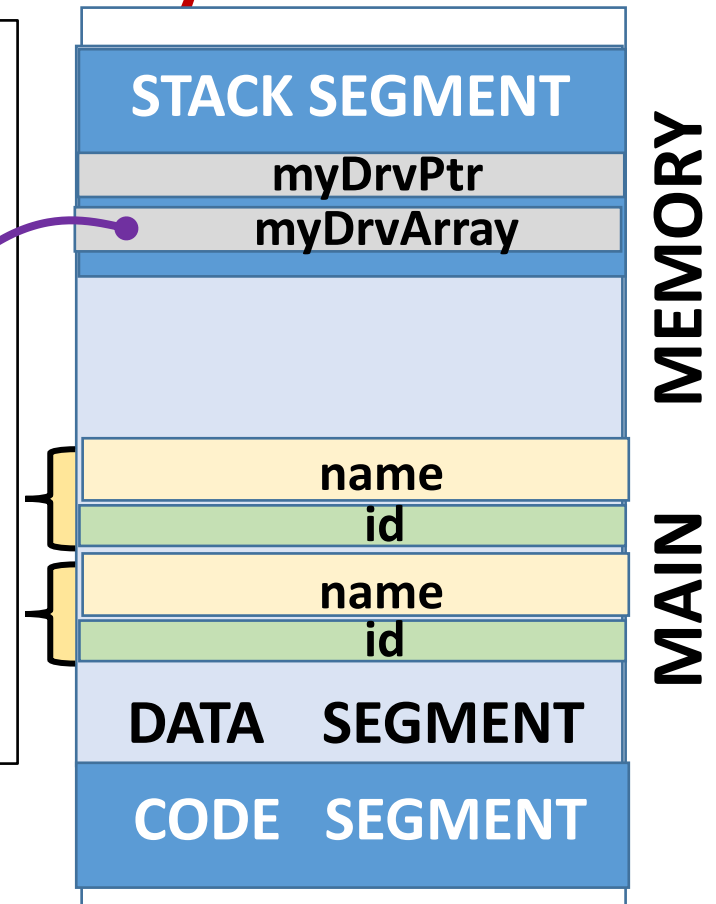 STACK SEGMENT
myDrvPtr
myDrvArray
name
id
name
id
DATA SEGMENT
CODE SEGMENT
MAIN MEMORY